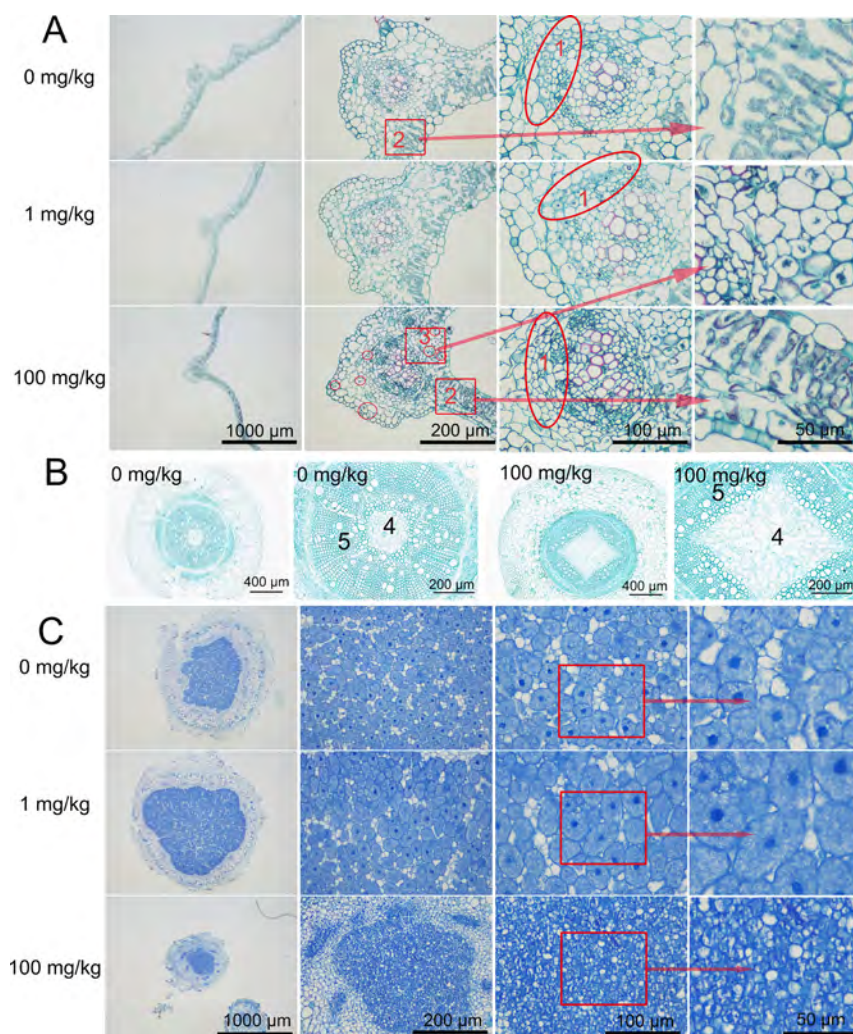 A
0 mg/kg
1
2
1 mg/kg
1
100 mg/kg
3
1
2
1000 µm
200 µm
100 µm
50 µm
B
0 mg/kg
0 mg/kg
100 mg/kg
100 mg/kg
5
4
5
4
400 µm
200 µm
400 µm
200 µm
C
0 mg/kg
1 mg/kg
100 mg/kg
1000 µm
200 µm
100 µm
50 µm